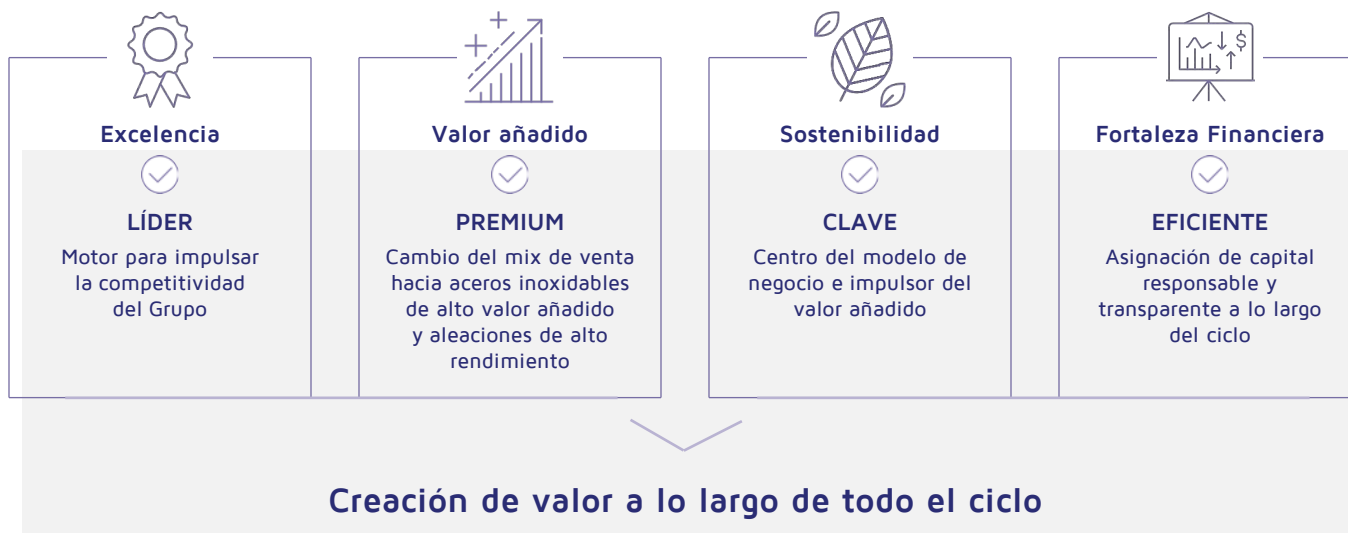 Excelencia
LÍDER
Motor para impulsar
la competitividad
del Grupo
Valor añadido
PREMIUM
Cambio del mix de venta
hacia aceros inoxidables
de alto valor añadido
y aleaciones de alto
rendimiento
Sostenibilidad
CLAVE
Centro del modelo de
negocio e impulsor del
valor añadido
$
Fortaleza Financiera
EFICIENTE
Asignación de capital
responsable y
transparente a lo largo
del ciclo
Creación de valor a lo largo de todo el ciclo